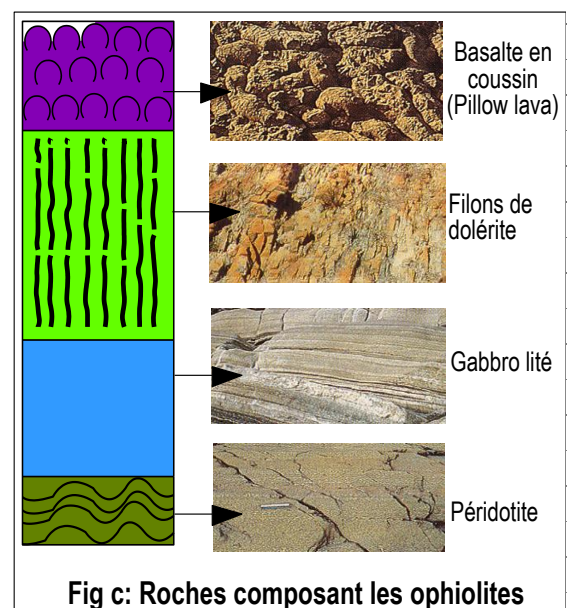 Basalte en
coussin
(Pillow lava)
Filons de
dolérite
Gabbro lité
Péridotite
Fig c: Roches composant les ophiolites